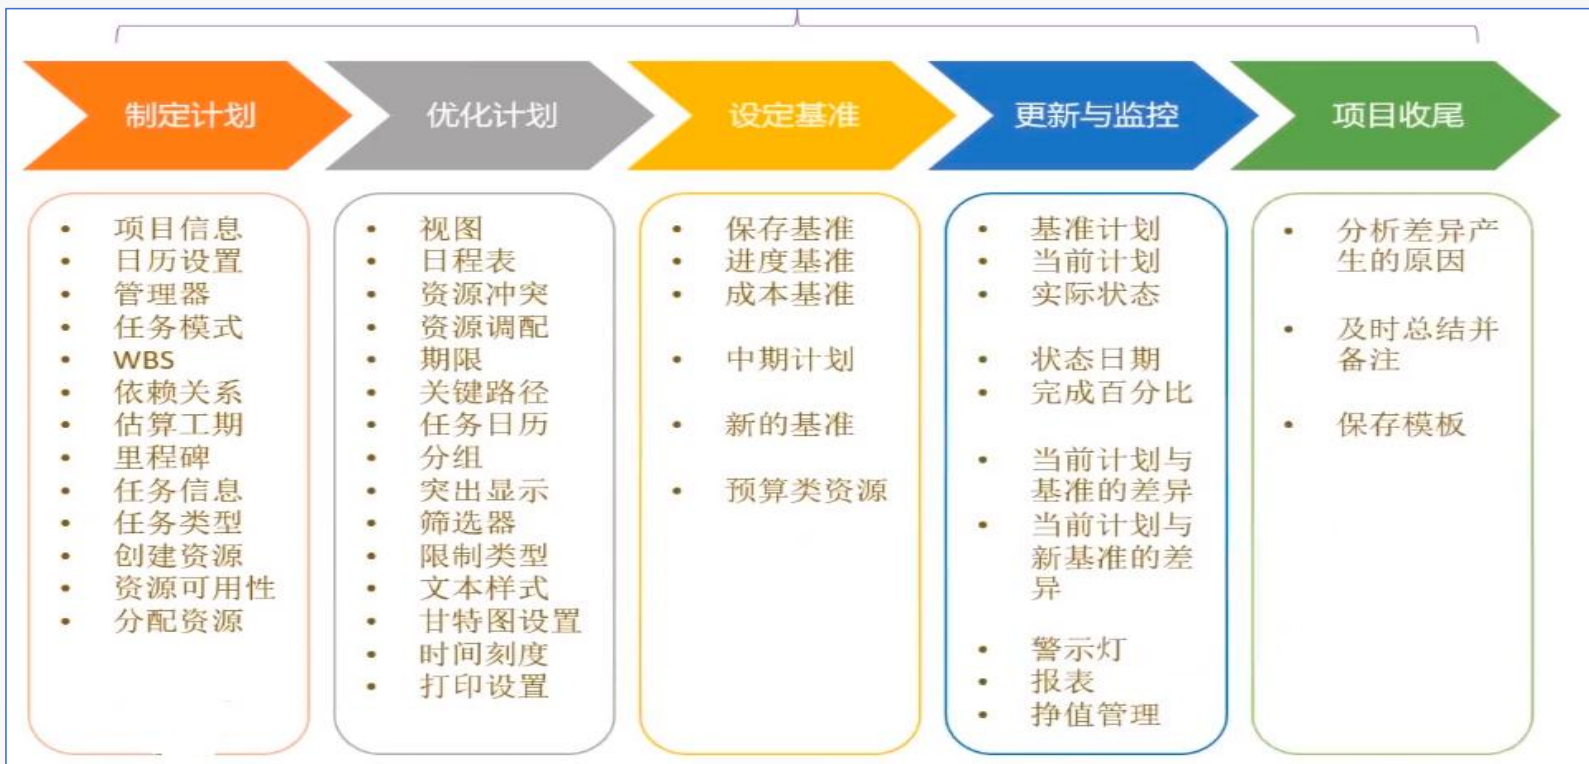 制定计划
优化计划
设定基准
更新与监控
项目收尾
• 项目信息
• 日历设置
• 管理器
• 任务模式
• WBS
• 依赖关系
• 估算工期
• 里程碑
• 任务信息
• 任务类型
• 创建资源
• 资源可用性
• 分配资源
• 视图
• 日程表
• 资源冲突
• 资源调配
• 期限
• 关键路径
• 任务日历
• 分组
• 突出显示
• 筛选器
• 限制类型
• 文本样式
• 甘特图设置
• 时间刻度
• 打印设置
• 保存基准
• 进度基准
• 成本基准
• 中期计划
• 新的基准
• 预算类资源
• 基准计划
• 当前计划
• 实际状态
• 状态日期
• 完成百分比
• 当前计划与
基准的差异
• 当前计划与
新基准的差
异
• 警示灯
• 报表
• 挣值管理
• 分析差异产
生的原因
• 及时总结并
备注
• 保存模板